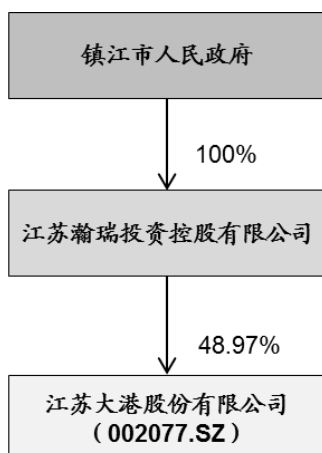 镇江市人民政府
100%
江苏瀚瑞投资控股有限公司
48.97%
江苏大港股份有限公司
（002077.SZ）